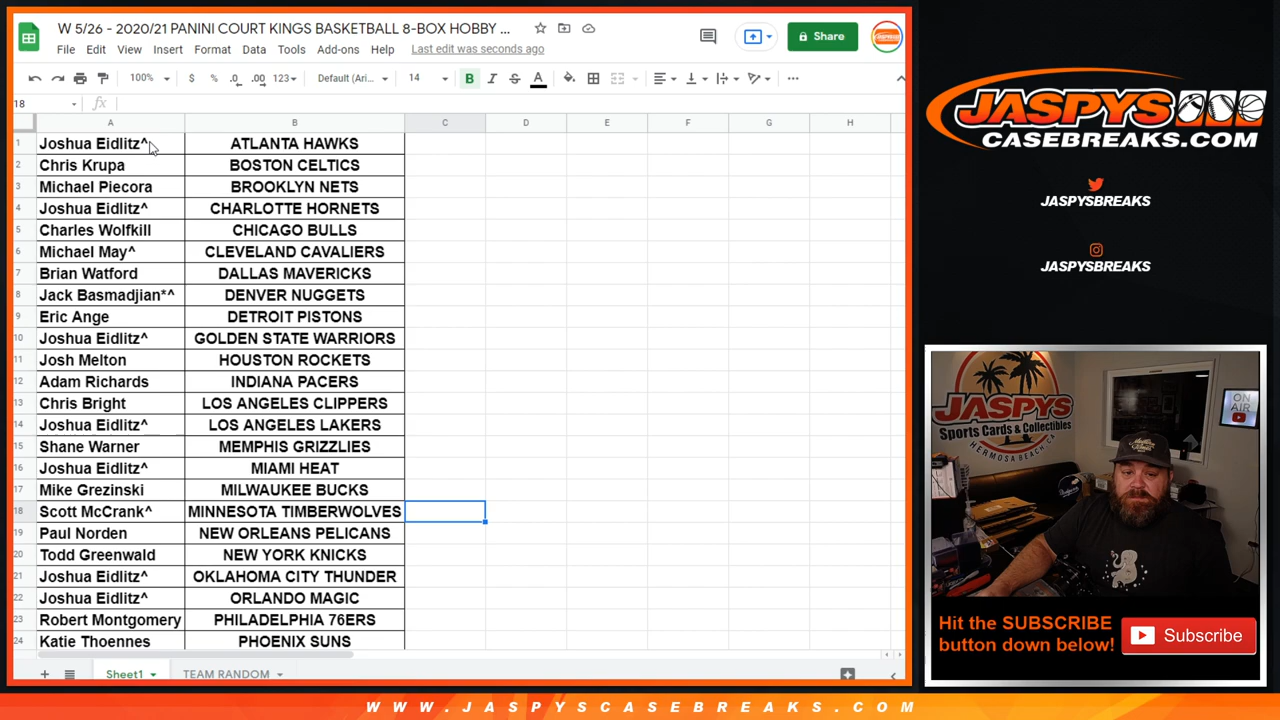 W 5/26 - 2020/21 PANINI COURT KINGS BASKETBALL 8-BOX HOBBY ...
File Edit View Insert Format Data Tools Add-ons Help Last edit was seconds ago
Share
100% $ % .0 .00 123 Default (Ari... 14 B I S A
18 fx
A B C D E F G H
1 Joshua Eidlitz^ ATLANTA HAWKS
2 Chris Krupa BOSTON CELTICS
3 Michael Piecora BROOKLYN NETS
4 Joshua Eidlitz^ CHARLOTTE HORNETS
5 Charles Wolfkill CHICAGO BULLS
6 Michael May^ CLEVELAND CAVALIERS
7 Brian Watford DALLAS MAVERICKS
8 Jack Basmadjian*^ DENVER NUGGETS
9 Eric Ange DETROIT PISTONS
10 Joshua Eidlitz^ GOLDEN STATE WARRIORS
11 Josh Melton HOUSTON ROCKETS
12 Adam Richards INDIANA PACERS
13 Chris Bright LOS ANGELES CLIPPERS
14 Joshua Eidlitz^ LOS ANGELES LAKERS
15 Shane Warner MEMPHIS GRIZZLIES
16 Joshua Eidlitz^ MIAMI HEAT
17 Mike Grezinski MILWAUKEE BUCKS
18 Scott McCrank^ MINNESOTA TIMBERWOLVES
19 Paul Norden NEW ORLEANS PELICANS
20 Todd Greenwald NEW YORK KNICKS
21 Joshua Eidlitz^ OKLAHOMA CITY THUNDER
22 Joshua Eidlitz^ ORLANDO MAGIC
23 Robert Montgomery PHILADELPHIA 76ERS
24 Katie Thoennes PHOENIX SUNS
Sheet1 TEAM RANDOM
JASPYS
CASEBREAKS.COM
JASPYSBREAKS
JASPYSBREAKS
JASPYS
Sports Cards & Collectibles
HERMOSA BEACH, CA
ON
AIR
Hit the SUBSCRIBE
button down below!
Subscribe
WWW.JASPYSCASEBREAKS.COM